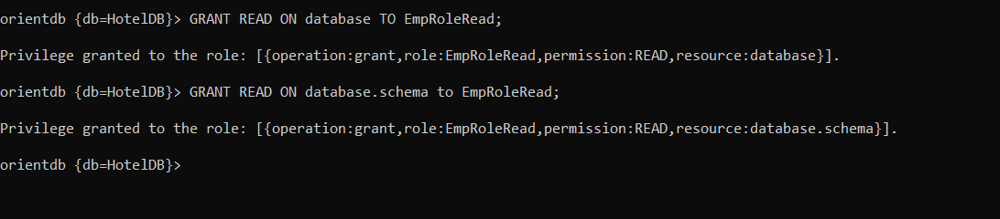 orientdb {db=HotelDB}> GRANT READ ON database TO EmpRoleRead;
Privilege granted to the role: [{operation:grant,role:EmpRoleRead,permission:READ,resource:database}].
orientdb {db=HotelDB}> GRANT READ ON database.schema to EmpRoleRead;
Privilege granted to the role: [{operation:grant,role:EmpRoleRead,permission:READ,resource:database.schema}].
orientdb {db=HotelDB}>